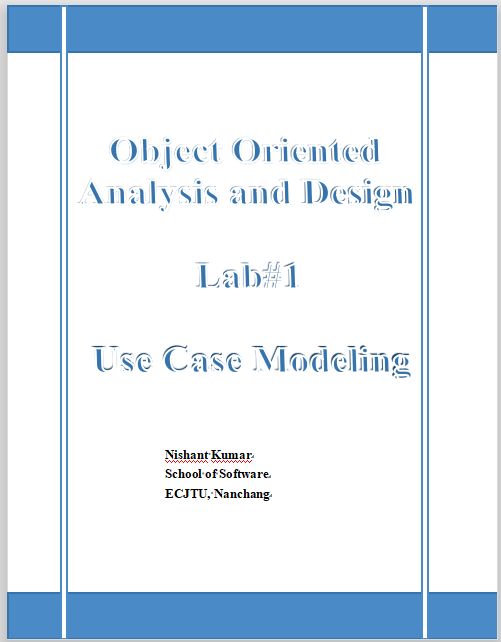 Object Oriented
Analysis and Design
Lab#1
Use Case Modeling
Nishant Kumar
School of Software
ECJTU, Nanchang